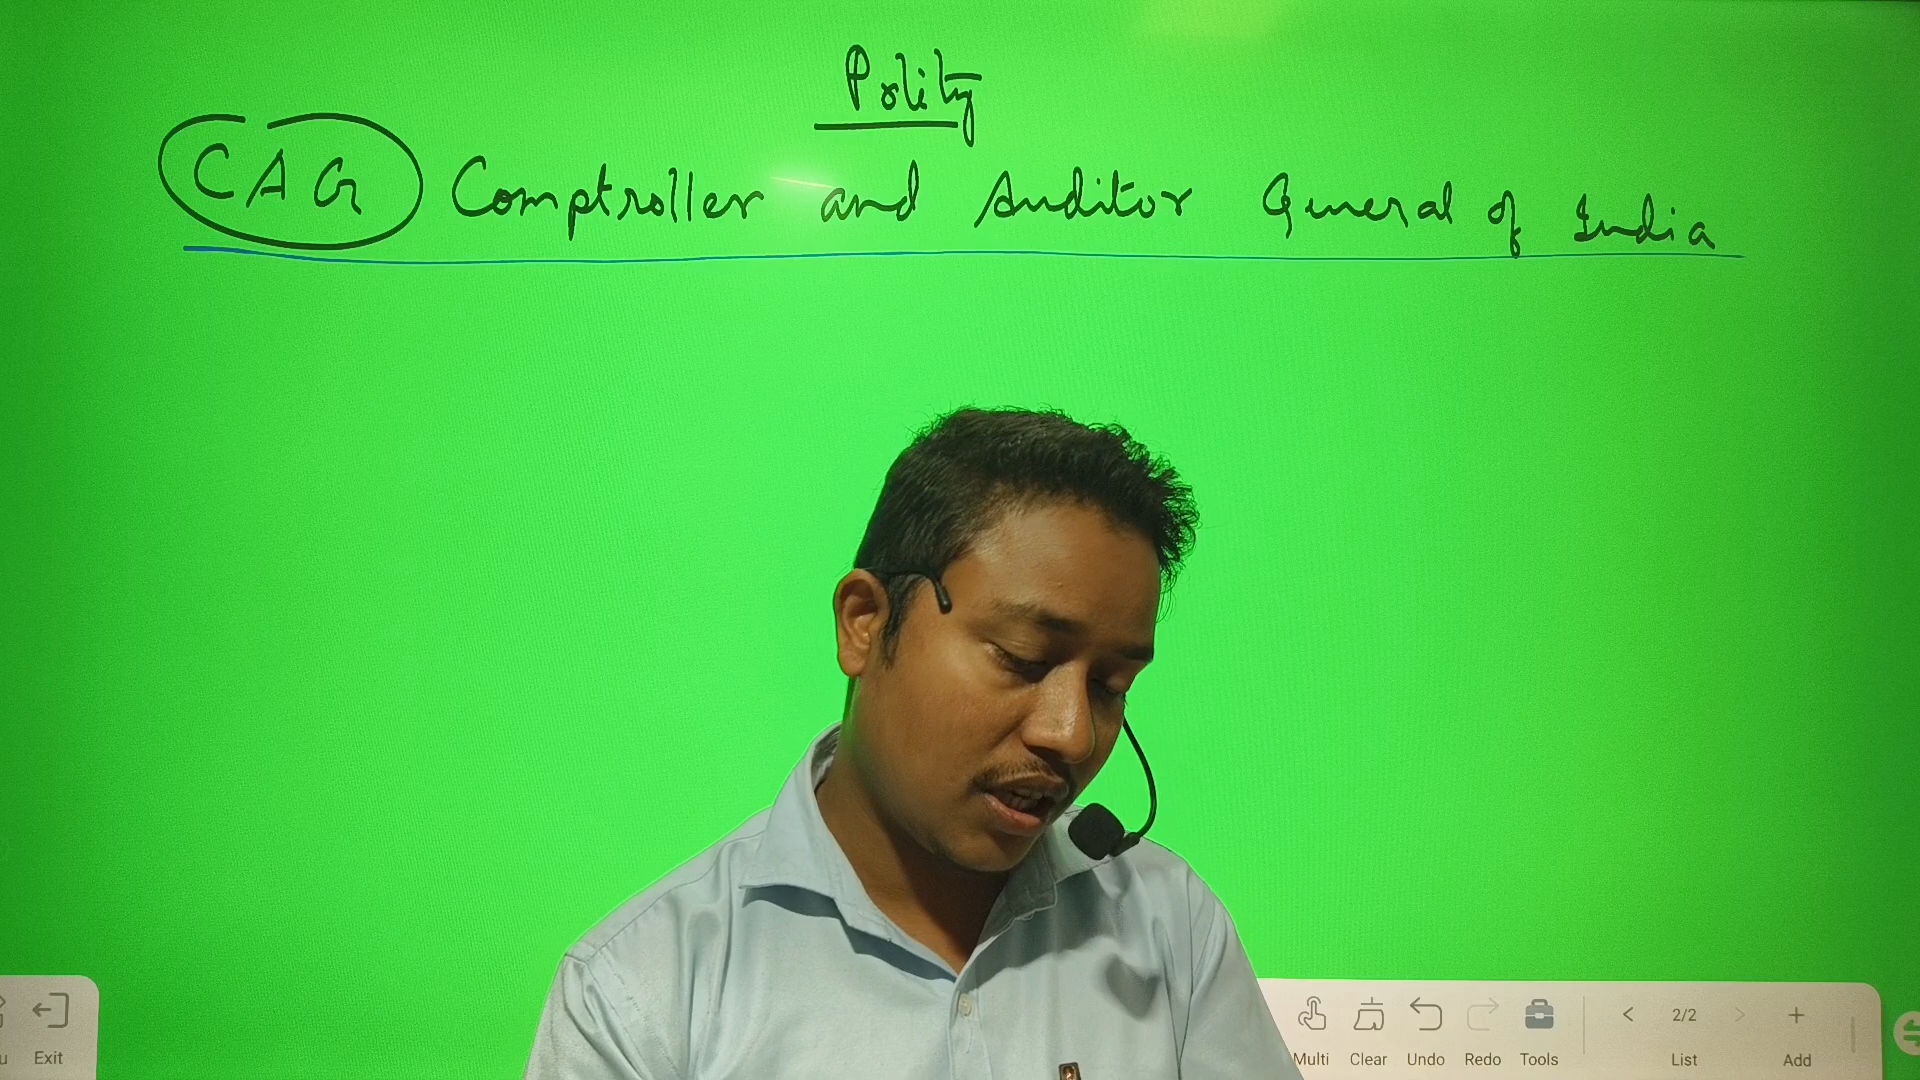 Polity
CAG Comptroller and Auditor General of India
Exit
Multi Clear Undo Redo Tools < 2/2 > +
List Add